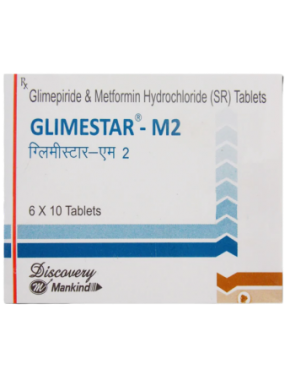 Rx
Glimepiride & Metformin Hydrochloride (SR) Tablets
GLIMESTAR® - M2
ग्लिमीस्टार-एम 2
6 X 10 Tablets
Discovery
Mankind